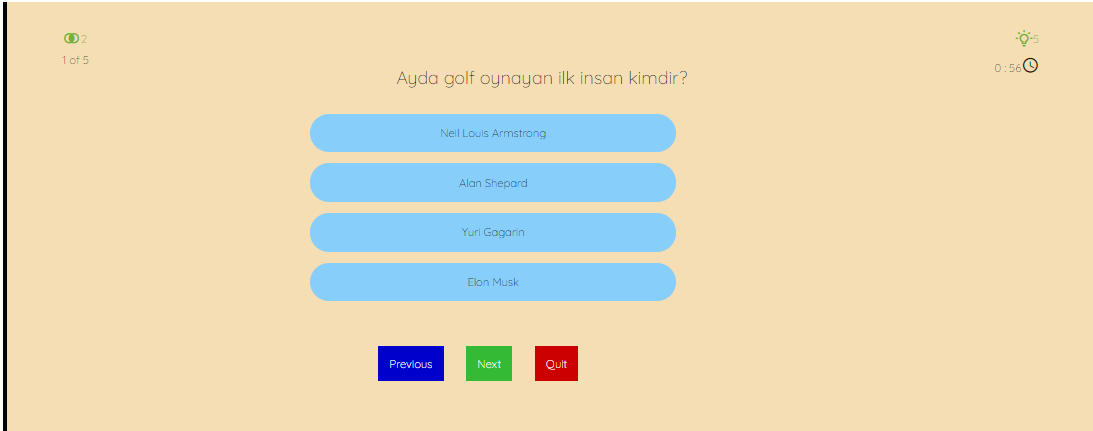 2
5
1 of 5
0 : 56
Ayda golf oynayan ilk insan kimdir?
Neil Louis Armstrong
Alan Shepard
Yuri Gagarin
Elon Musk
Previous Next Quit